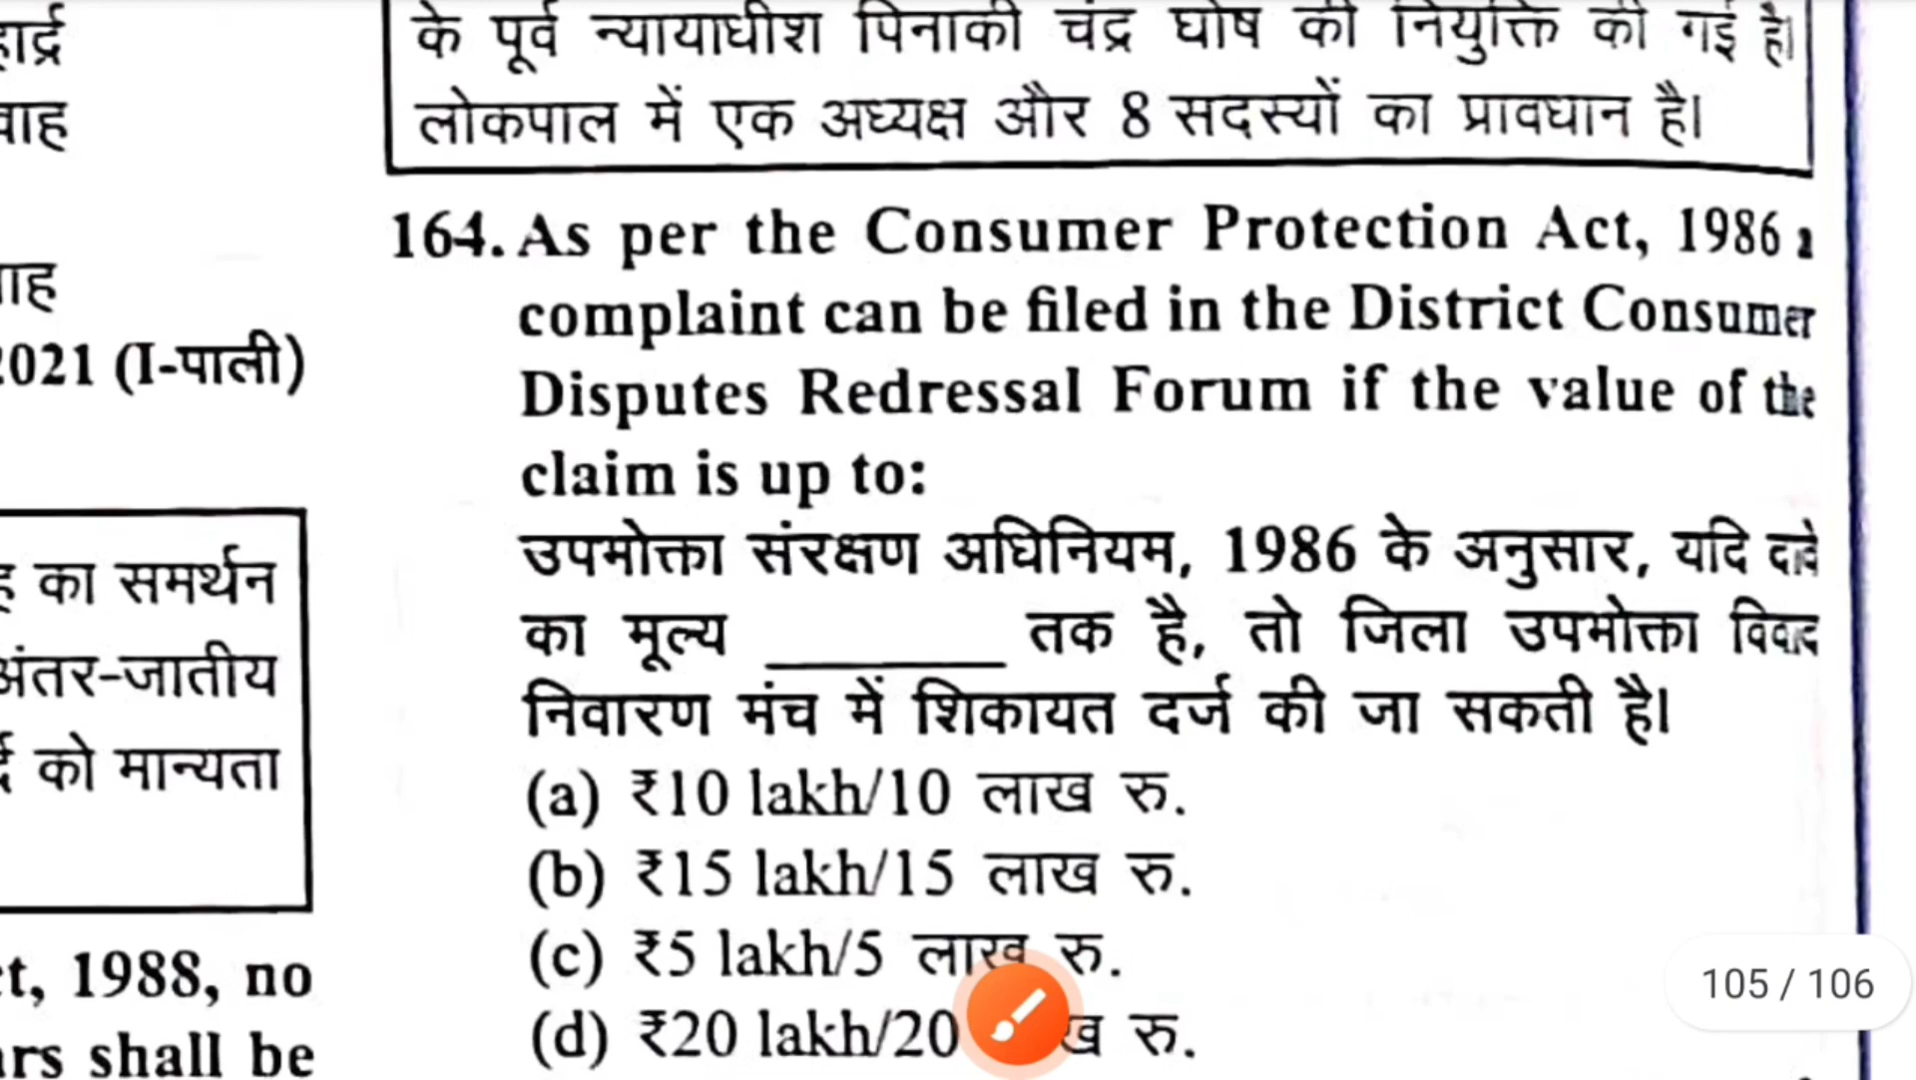 हार्द्र
वाह
ाह
2021 (I-पाली)
का समर्थन
अंतर-जातीय
को मान्यता
t, 1988, no
rs shall be
के पूर्व न्यायाधीश पिनाकी चंद्र घोष की नियुक्ति की गई है।
लोकपाल में एक अध्यक्ष और 8 सदस्यों का प्रावधान है।
164. As per the Consumer Protection Act, 1986 a
complaint can be filed in the District Consumer
Disputes Redressal Forum if the value of the
claim is up to:
उपभोक्ता संरक्षण अधिनियम, 1986 के अनुसार, यदि दावे
का मूल्य ________ तक है, तो जिला उपभोक्ता विवाद
निवारण मंच में शिकायत दर्ज की जा सकती है।
(a) ₹10 lakh/10 लाख रु.
(b) ₹15 lakh/15 लाख रु.
(c) ₹5 lakh/5 लाख रु.
(d) ₹20 lakh/20 ख रु.
105 / 106